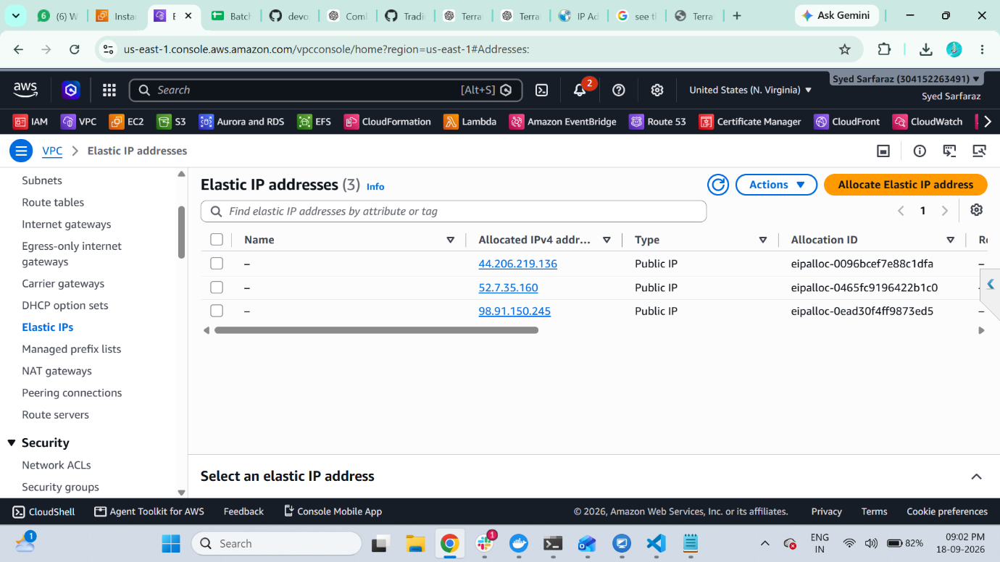 6
(6) W
Instan
E
Batch
devo
Coml
Tradi
Terra
Terra
IP Ad
see th
Terra
Ask Gemini
us-east-1.console.aws.amazon.com/vpcconsole/home?region=us-east-1#Addresses:
aws
Search
[Alt+S]
2
United States (N. Virginia)
Syed Sarfaraz (304152263491)
Syed Sarfaraz
IAM
VPC
EC2
S3
Aurora and RDS
EFS
CloudFormation
Lambda
Amazon EventBridge
Route 53
Certificate Manager
CloudFront
CloudWatch
VPC
Elastic IP addresses
Subnets
Route tables
Internet gateways
Egress-only internet
gateways
Carrier gateways
DHCP option sets
Elastic IPs
Managed prefix lists
NAT gateways
Peering connections
Route servers
Security
Network ACLs
Security groups
Elastic IP addresses (3) Info
Actions
Allocate Elastic IP address
Find elastic IP addresses by attribute or tag
1
Name Allocated IPv4 addr... Type Allocation ID Re
– 44.206.219.136 Public IP eipalloc-0096bcef7e88c1dfa –
– 52.7.35.160 Public IP eipalloc-0465fc9196422b1c0 –
– 98.91.150.245 Public IP eipalloc-0ead30f4ff9873ed5 –
Select an elastic IP address
CloudShell
Agent Toolkit for AWS
Feedback
Console Mobile App
© 2026, Amazon Web Services, Inc. or its affiliates.
Privacy
Terms
Cookie preferences
1
Search
1
ENG
IN
82%
09:02 PM
18-09-2026